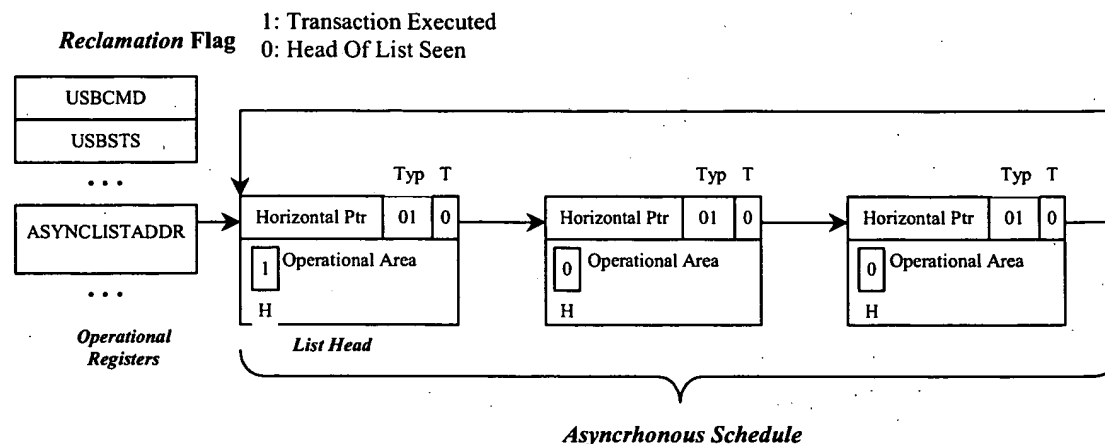 1: Transaction Executed
Reclamation Flag
0: Head Of List Seen
USBCMD
USBSTS
• • •
ASYNCLISTADDR
• • •
Operational
Registers
Typ T
Horizontal Ptr 01 0
1 Operational Area
H
List Head
Typ T
Horizontal Ptr 01 0
0 Operational Area
H
Typ T
Horizontal Ptr 01 0
0 Operational Area
H
Asyncrhonous Schedule